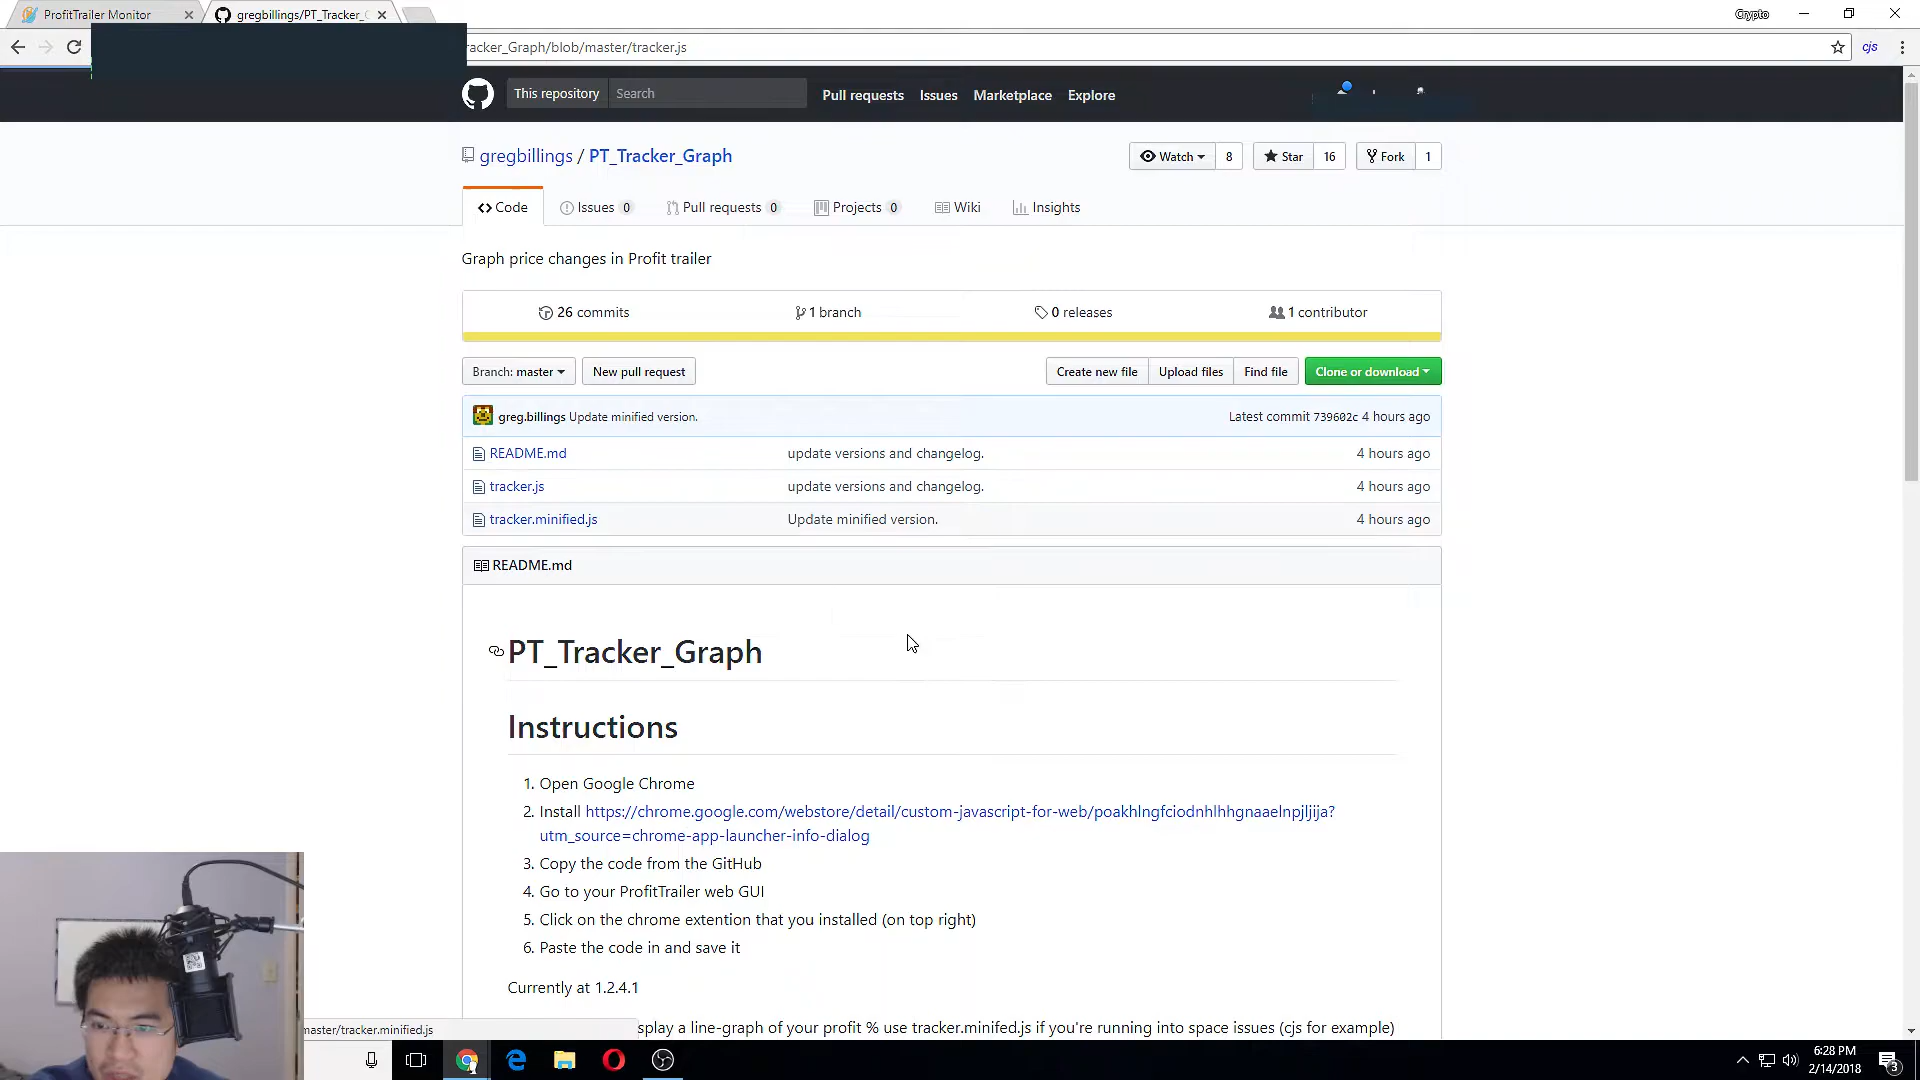 ProfitTrailer Monitor
gregbillings/PT_Tracker_
Crypto
racker_Graph/blob/master/tracker.js
cjs
This repository
Search
Pull requests
Issues
Marketplace
Explore
gregbillings / PT_Tracker_Graph
Watch 8
Star 16
Fork 1
Code
Issues 0
Pull requests 0
Projects 0
Wiki
Insights
Graph price changes in Profit trailer
26 commits
1 branch
0 releases
1 contributor
Branch: master
New pull request
Create new file
Upload files
Find file
Clone or download
greg.billings Update minified version.
Latest commit 739602c 4 hours ago
README.md update versions and changelog. 4 hours ago
tracker.js update versions and changelog. 4 hours ago
tracker.minified.js Update minified version. 4 hours ago
README.md
PT_Tracker_Graph
Instructions
1. Open Google Chrome
2. Install https://chrome.google.com/webstore/detail/custom-javascript-for-web/poakhlngfciodnhlhhgnaaelnpjljija?
utm_source=chrome-app-launcher-info-dialog
3. Copy the code from the GitHub
4. Go to your ProfitTrailer web GUI
5. Click on the chrome extention that you installed (on top right)
6. Paste the code in and save it
Currently at 1.2.4.1
splay a line-graph of your profit % use tracker.minifed.js if you're running into space issues (cjs for example)
master/tracker.minified.js
6:28 PM
2/14/2018
3